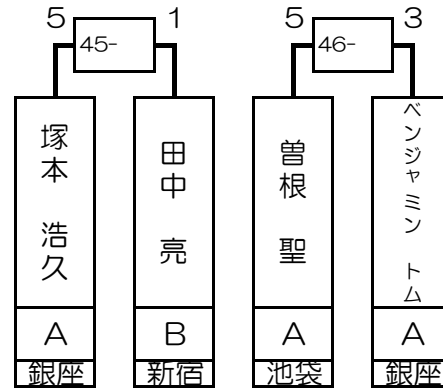 5 45- 1 5 46- 3
塚本 浩久
田中 亮
曽根 聖
ベンジャミン トム
A B A A
銀座 新宿 池袋 銀座